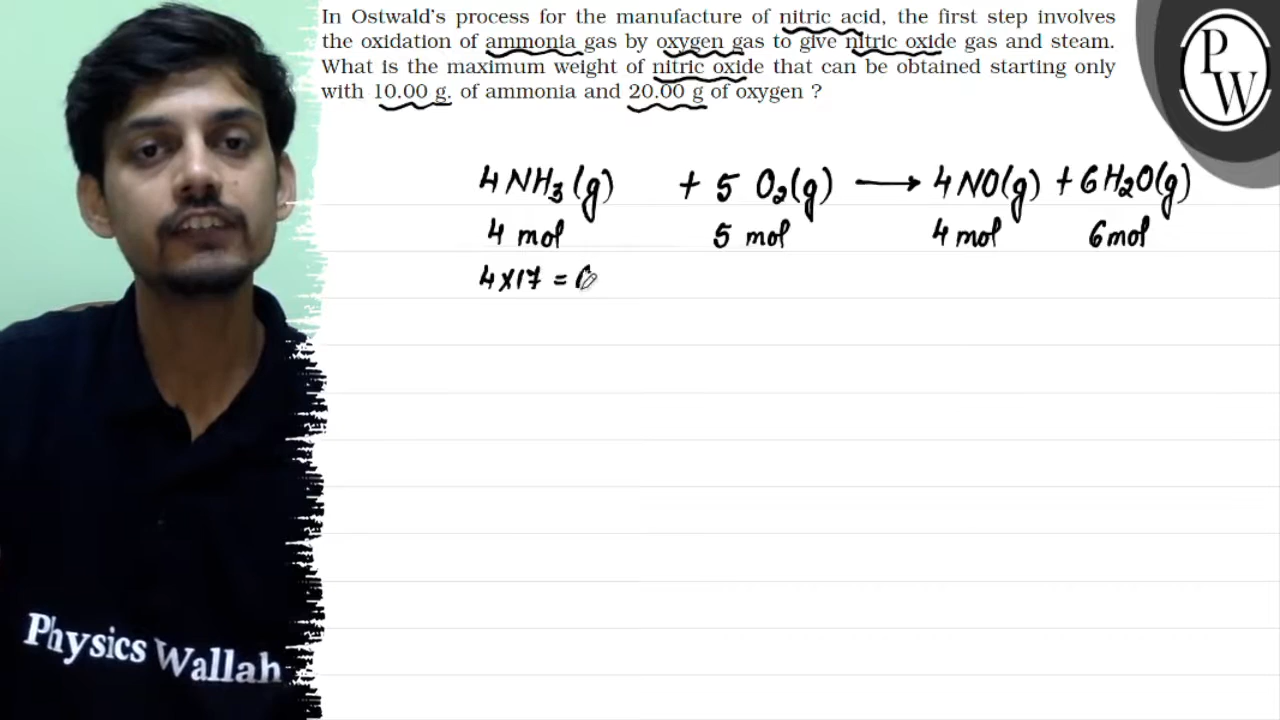 In Ostwald's process for the manufacture of nitric acid, the first step involves
the oxidation of ammonia gas by oxygen gas to give nitric oxide gas and steam.
What is the maximum weight of nitric oxide that can be obtained starting only
with 10.00 g. of ammonia and 20.00 g of oxygen ?
PW
4NH₃(g) + 5 O₂(g) ⟶ 4NO(g) + 6H₂O(g)
4 mol 5 mol 4 mol 6 mol
4×17 =
Physics Wallah